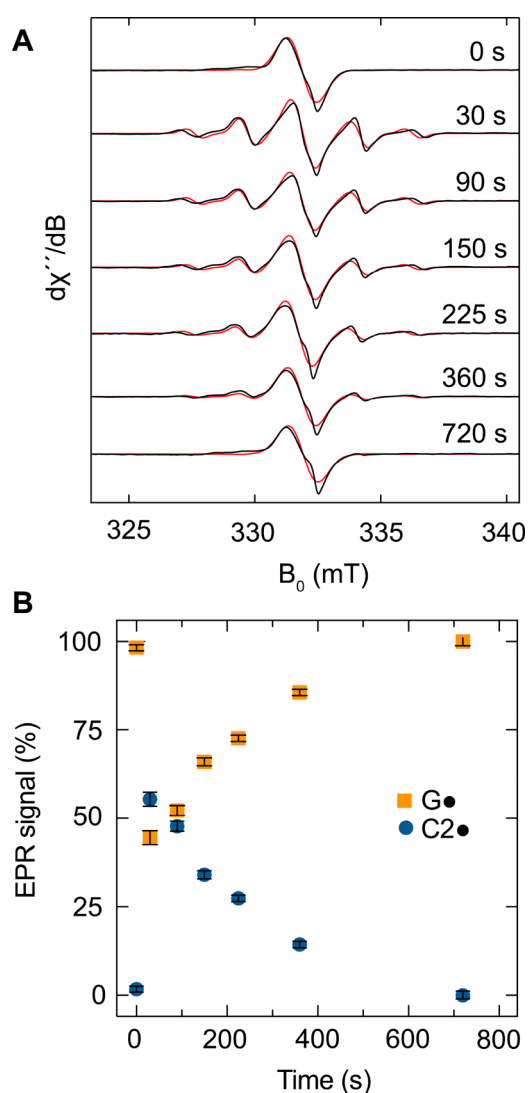 A
0 s
30 s
90 s
150 s
225 s
360 s
720 s
dχ´´/dB
325 330 335 340
B₀ (mT)
B
100
75
50
25
0
EPR signal (%)
G●
C2●
0 200 400 600 800
Time (s)